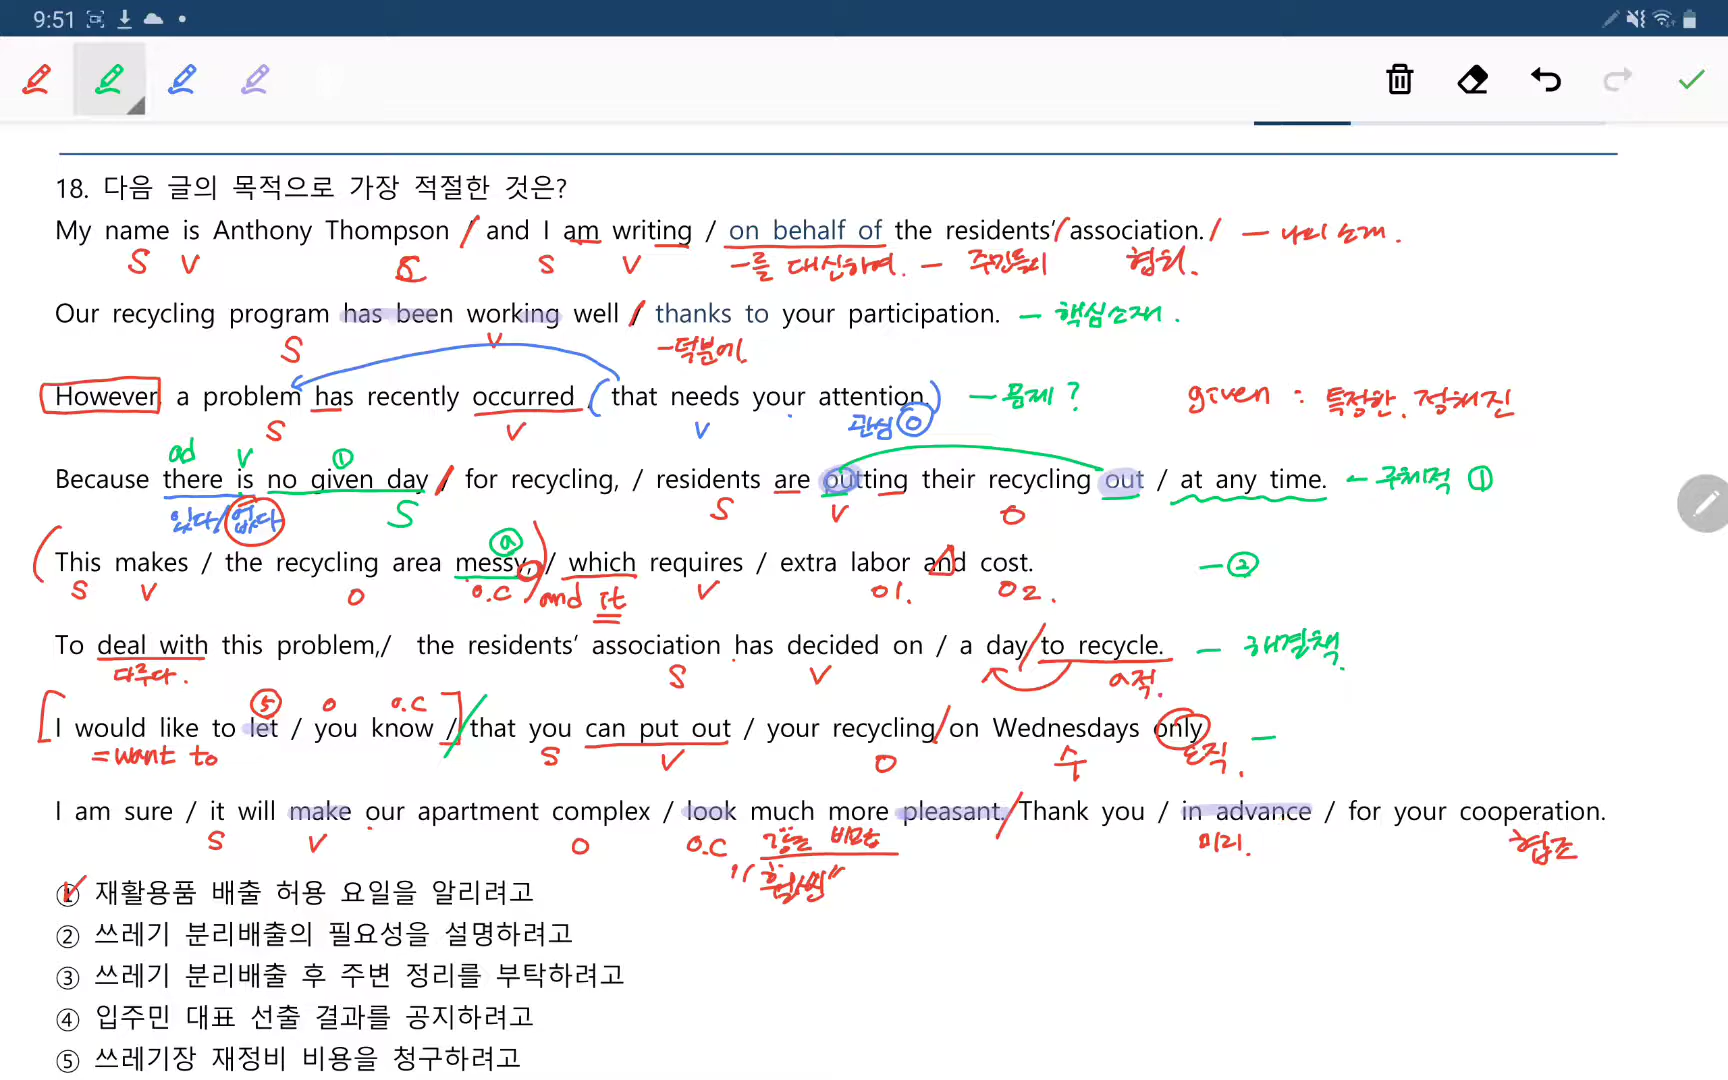 9:51
18. 다음 글의 목적으로 가장 적절한 것은?
My name is Anthony Thompson / and I am writing / on behalf of the residents’ / association. / – 나의 소개.
S V S.C S V –를 대신하여. – 주민들의 협회.
Our recycling program has been working well / thanks to your participation. – 핵심소재.
S V –덕분에.
However, a problem has recently occurred (that needs your attention.) – 문제? given : 특정한, 정해진
S V V 관심 O
ad V ①
Because there is no given day / for recycling, / residents are putting their recycling out / at any time. – 구체적 ①
있다/없다 S S V O
ⓐ
(This makes / the recycling area messy,) / which requires / extra labor and cost. – ②
S V O O.C and it V O1. O2.
To deal with this problem,/ the residents’ association has decided on / a day / to recycle. – 해결책.
다루다. S V a적.
⑤ O O.C
[I would like to let / you know /] that you can put out / your recycling / on Wednesdays only –
=want to S V O 수 오직.
I am sure / it will make our apartment complex / look much more pleasant. / Thank you / in advance / for your cooperation.
S V O O.C 비교급 미리. 협조
"훨씬"
① 재활용품 배출 허용 요일을 알리려고
② 쓰레기 분리배출의 필요성을 설명하려고
③ 쓰레기 분리배출 후 주변 정리를 부탁하려고
④ 입주민 대표 선출 결과를 공지하려고
⑤ 쓰레기장 재정비 비용을 청구하려고